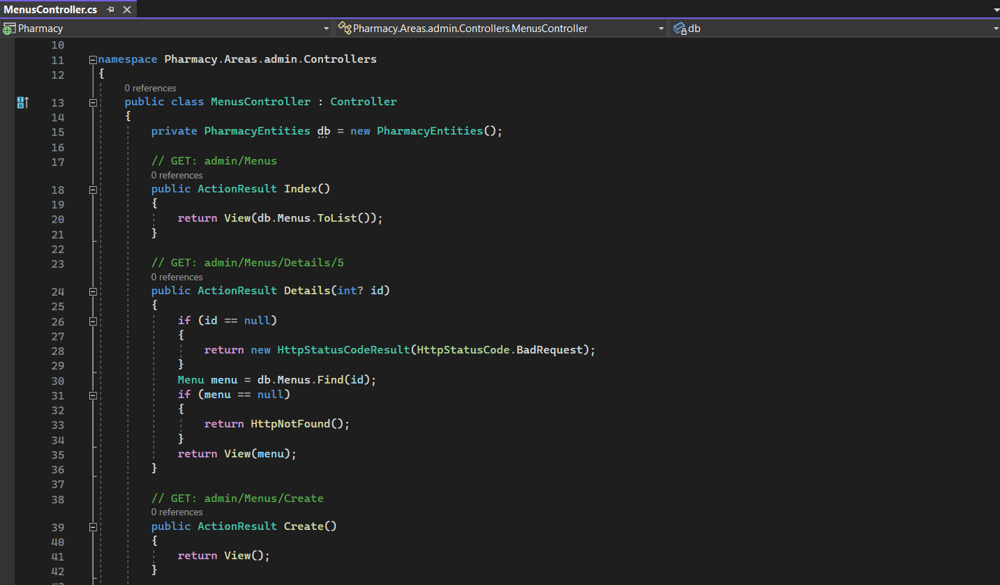 MenusController.cs
Pharmacy Pharmacy.Areas.admin.Controllers.MenusController db
10
11 namespace Pharmacy.Areas.admin.Controllers
12 {
0 references
13 public class MenusController : Controller
14 {
15 private PharmacyEntities db = new PharmacyEntities();
16
17 // GET: admin/Menus
0 references
18 public ActionResult Index()
19 {
20 return View(db.Menus.ToList());
21 }
22
23 // GET: admin/Menus/Details/5
0 references
24 public ActionResult Details(int? id)
25 {
26 if (id == null)
27 {
28 return new HttpStatusCodeResult(HttpStatusCode.BadRequest);
29 }
30 Menu menu = db.Menus.Find(id);
31 if (menu == null)
32 {
33 return HttpNotFound();
34 }
35 return View(menu);
36 }
37
38 // GET: admin/Menus/Create
0 references
39 public ActionResult Create()
40 {
41 return View();
42 }